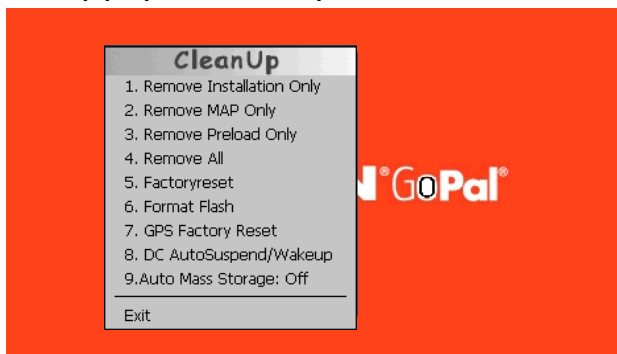 CleanUp
1. Remove Installation Only
2. Remove MAP Only
3. Remove Preload Only
4. Remove All
5. Factoryreset
6. Format Flash
7. GPS Factory Reset
8. DC AutoSuspend/Wakeup
9.Auto Mass Storage: Off
Exit
®GoPal®